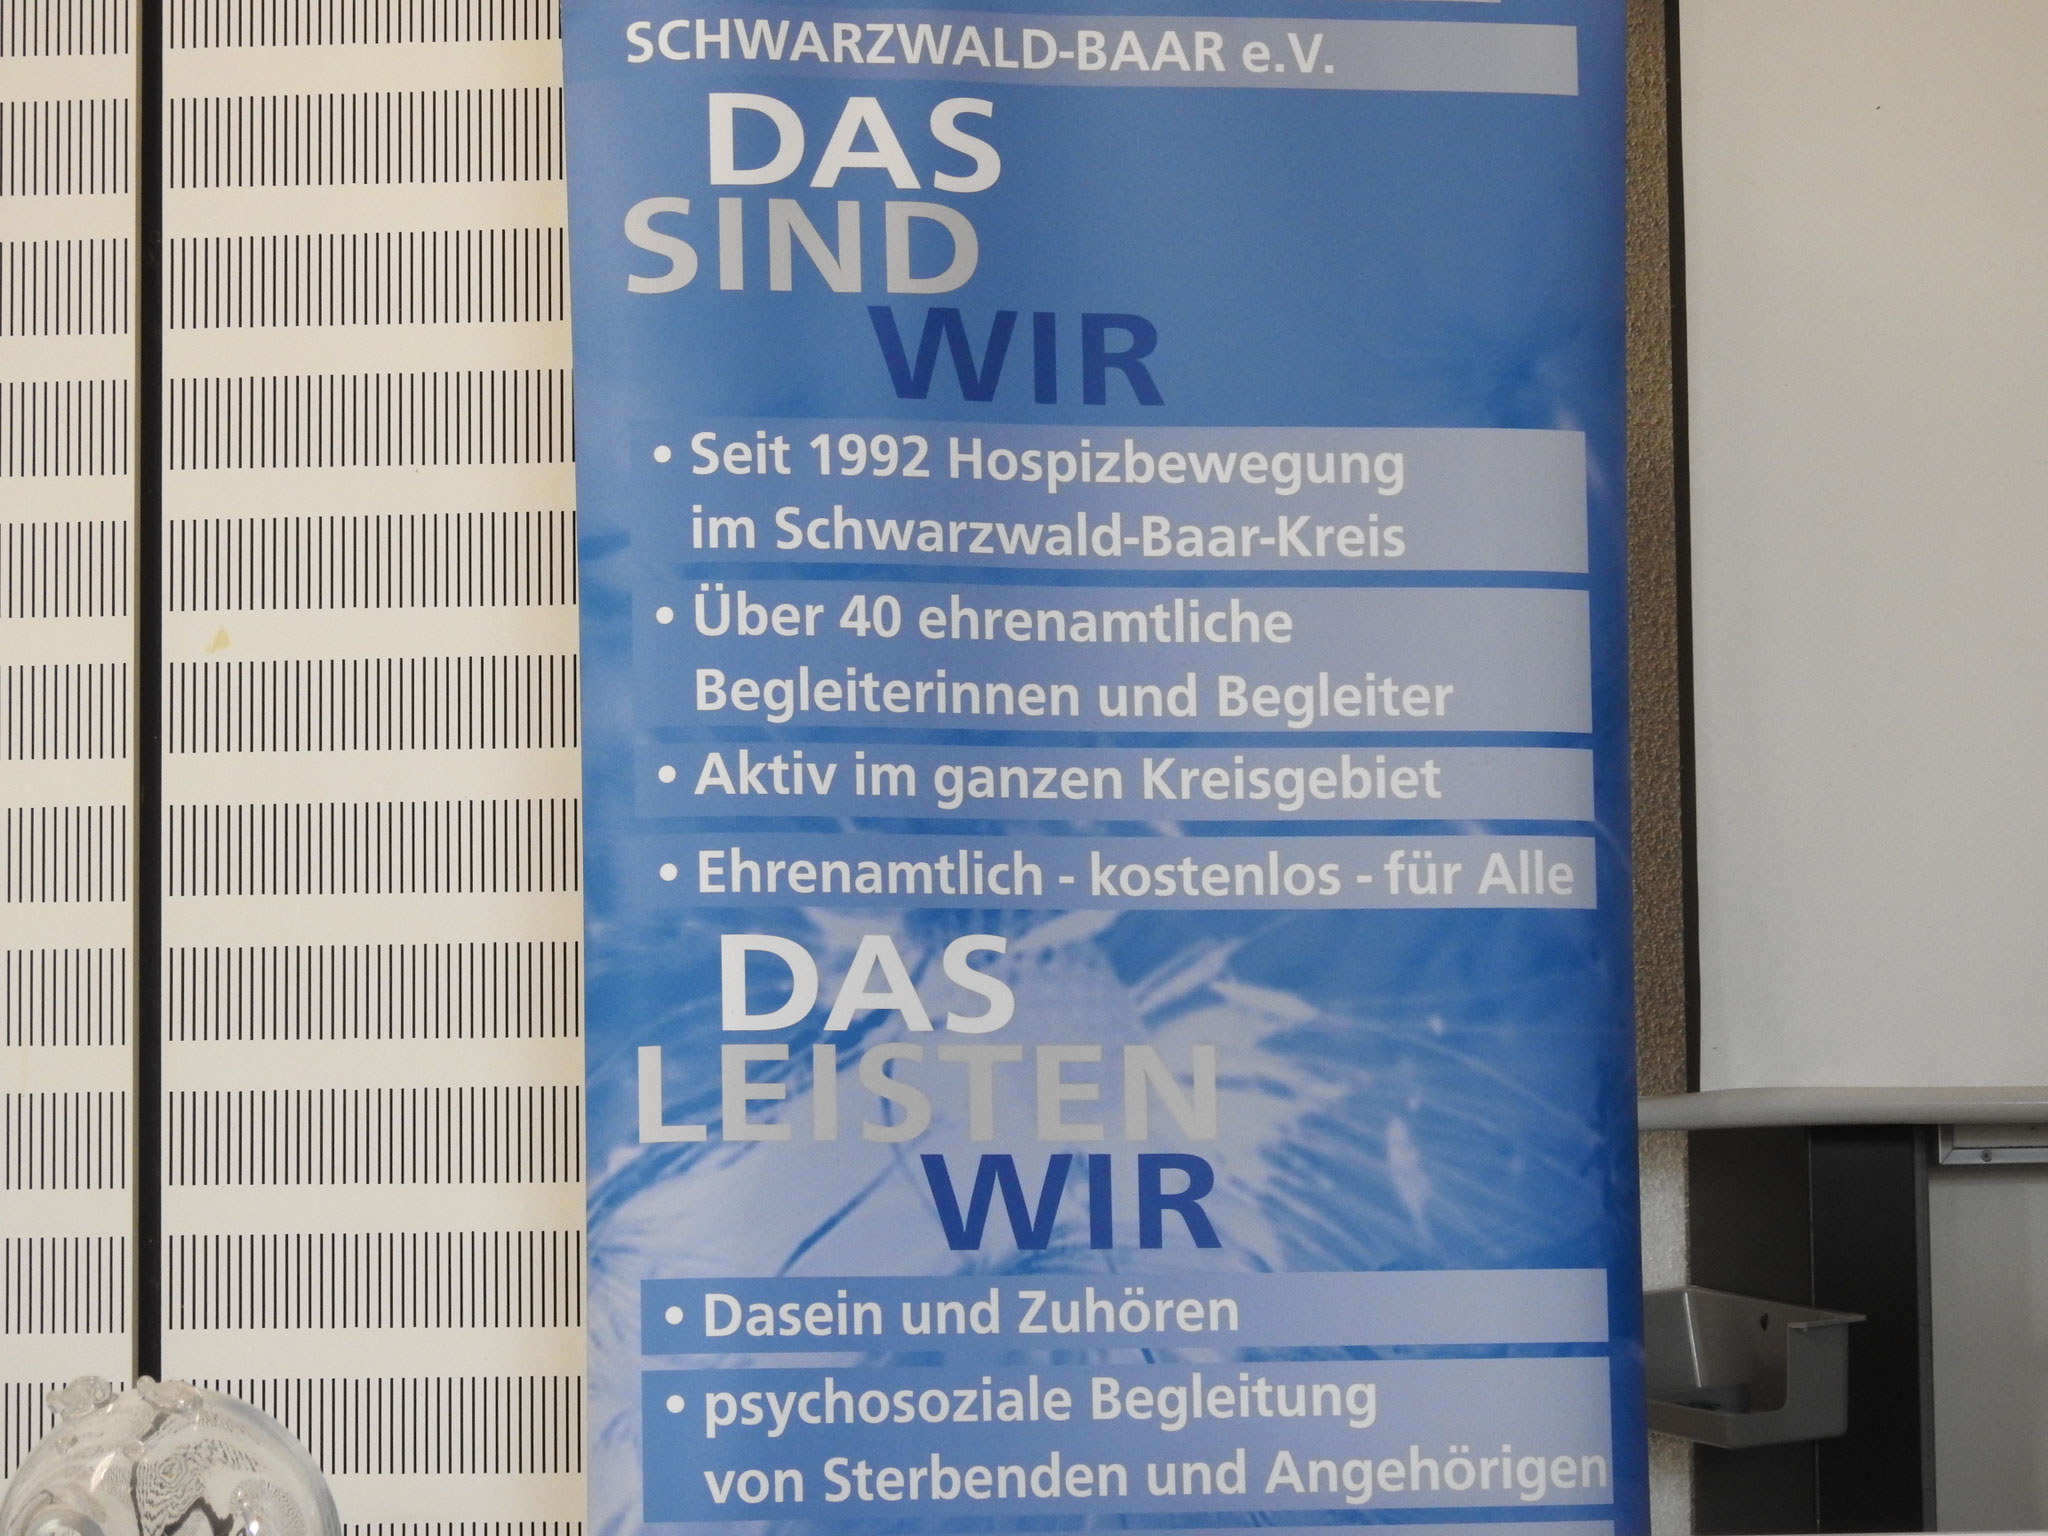 SCHWARZWALD-BAAR e.V.
DAS
SIND
WIR
• Seit 1992 Hospizbewegung
im Schwarzwald-Baar-Kreis
• Über 40 ehrenamtliche
Begleiterinnen und Begleiter
• Aktiv im ganzen Kreisgebiet
• Ehrenamtlich - kostenlos - für Alle
DAS
LEISTEN
WIR
• Dasein und Zuhören
• psychosoziale Begleitung
von Sterbenden und Angehörigen